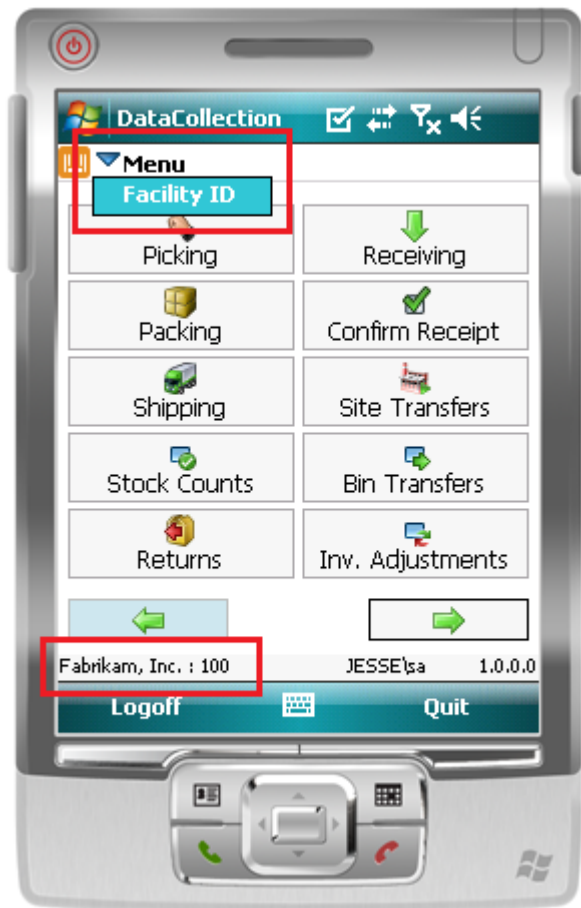 DataCollection
Menu
Facility ID
Picking
Receiving
Packing
Confirm Receipt
Shipping
Site Transfers
Stock Counts
Bin Transfers
Returns
Inv. Adjustments
Fabrikam, Inc. : 100 JESSE\sa 1.0.0.0
Logoff Quit